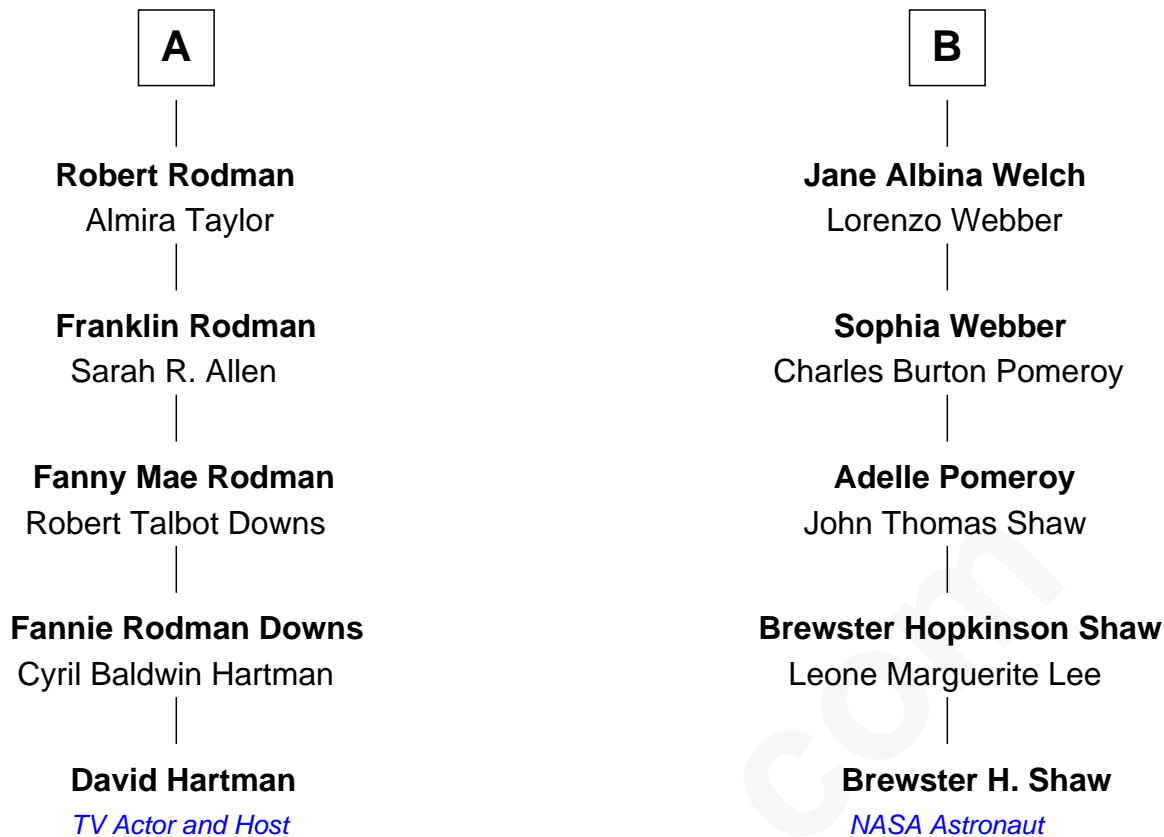 A
Robert Rodman
Almira Taylor
Franklin Rodman
Sarah R. Allen
Fanny Mae Rodman
Robert Talbot Downs
Fannie Rodman Downs
Cyril Baldwin Hartman
David Hartman
TV Actor and Host
B
Jane Albina Welch
Lorenzo Webber
Sophia Webber
Charles Burton Pomeroy
Adelle Pomeroy
John Thomas Shaw
Brewster Hopkinson Shaw
Leone Marguerite Lee
Brewster H. Shaw
NASA Astronaut
com